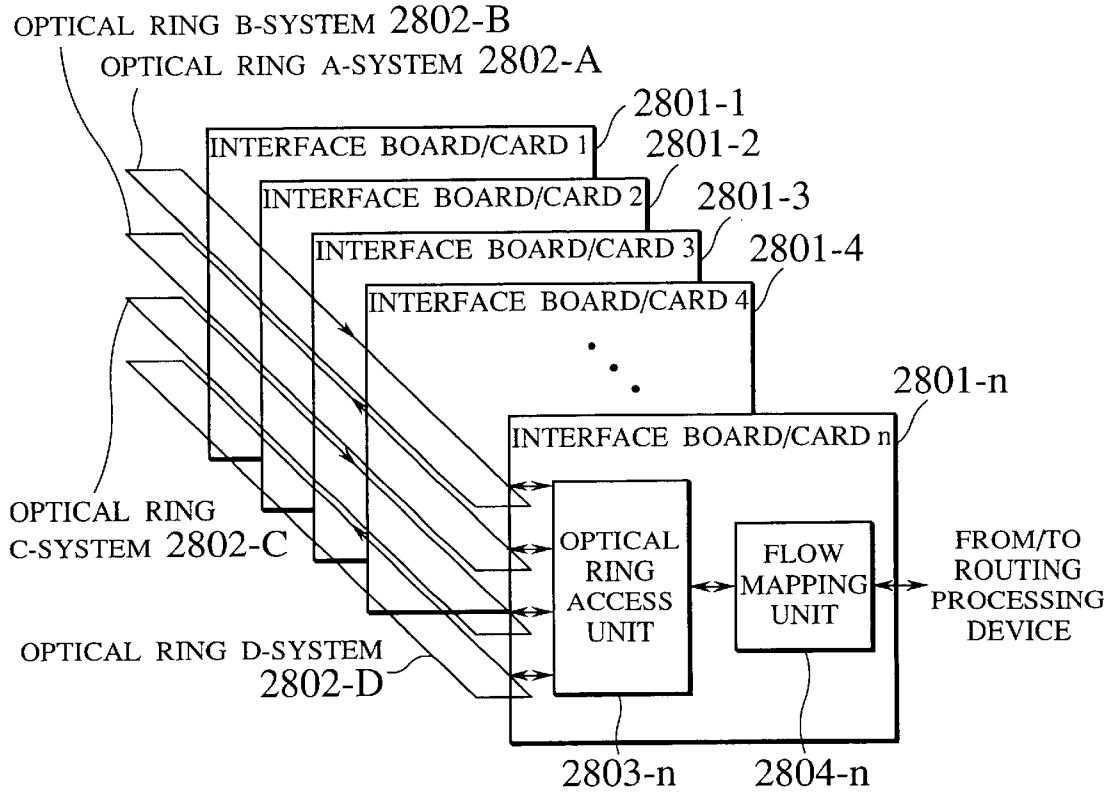 OPTICAL RING B-SYSTEM 2802-B
OPTICAL RING A-SYSTEM 2802-A
2801-1
INTERFACE BOARD/CARD 1
2801-2
INTERFACE BOARD/CARD 2
2801-3
INTERFACE BOARD/CARD 3
2801-4
INTERFACE BOARD/CARD 4
2801-n
INTERFACE BOARD/CARD n
OPTICAL RING
C-SYSTEM 2802-C
OPTICAL
RING
ACCESS
UNIT
FLOW
MAPPING
UNIT
FROM/TO
ROUTING
PROCESSING
DEVICE
OPTICAL RING D-SYSTEM
2802-D
2803-n
2804-n